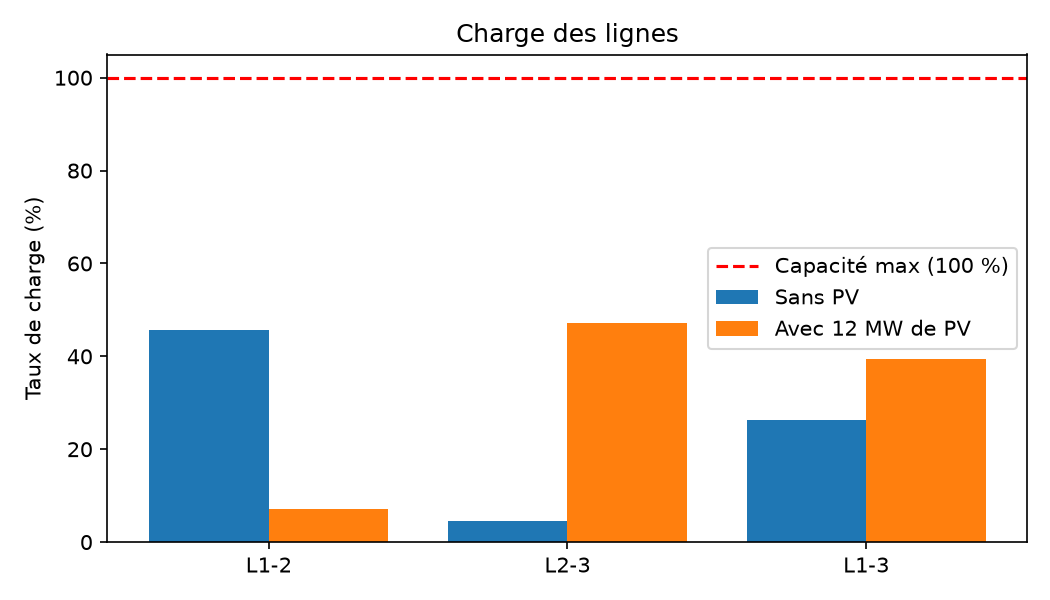 Charge des lignes
Taux de charge (%)
100
80
60
40
20
0
Capacité max (100 %)
Sans PV
Avec 12 MW de PV
L1-2
L2-3
L1-3